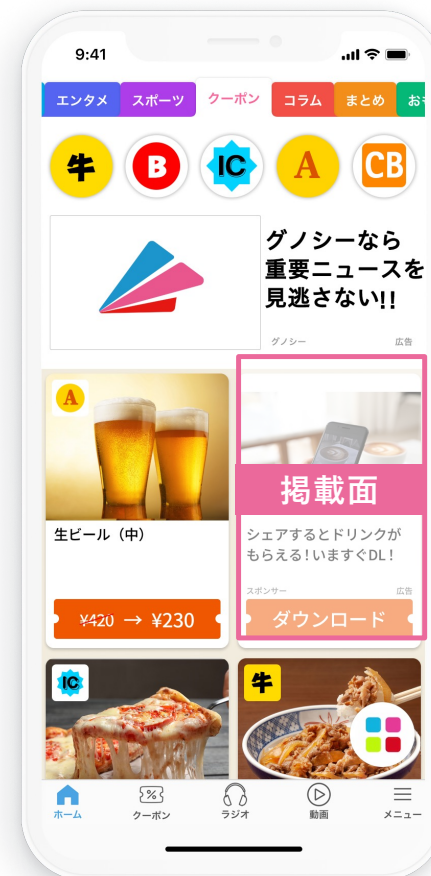 9:41
エンタメ
スポーツ
クーポン
コラム
まとめ
お
牛
B
IC
A
CB
グノシーなら
重要ニュースを
見逃さない!!
グノシー
広告
A
掲載面
生ビール（中）
シェアするとドリンクが
もらえる！いますぐDL！
スポンサー
広告
¥420 → ¥230
ダウンロード
IC
牛
ホーム
クーポン
ラジオ
動画
メニュー